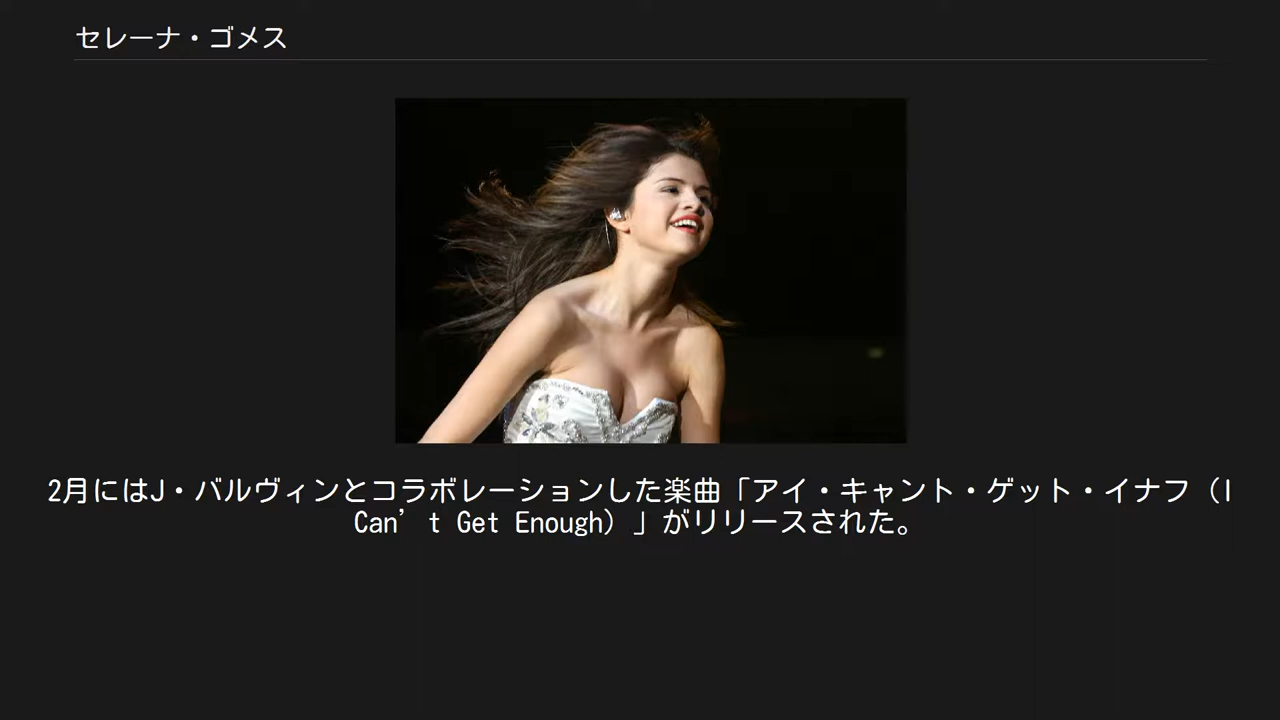 セレーナ・ゴメス
2月にはJ・バルヴィンとコラボレーションした楽曲「アイ・キャント・ゲット・イナフ（I
Can’t Get Enough）」がリリースされた。